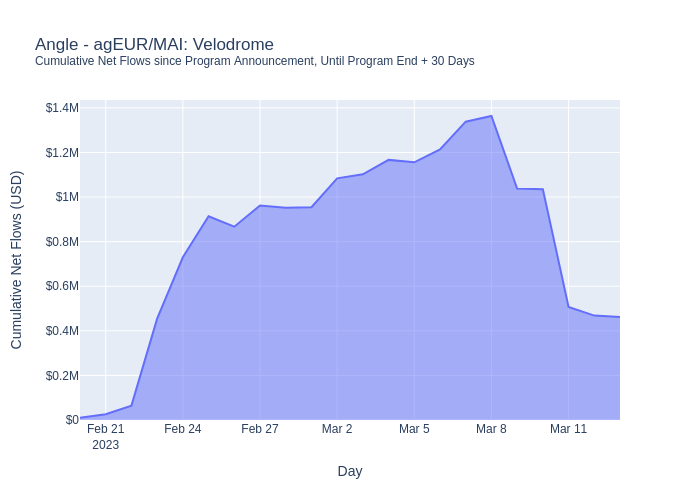 Angle - agEUR/MAI: Velodrome
Cumulative Net Flows since Program Announcement, Until Program End + 30 Days
Cumulative Net Flows (USD)
$1.4M
$1.2M
$1M
$0.8M
$0.6M
$0.4M
$0.2M
$0
Feb 21 Feb 24 Feb 27 Mar 2 Mar 5 Mar 8 Mar 11
2023
Day